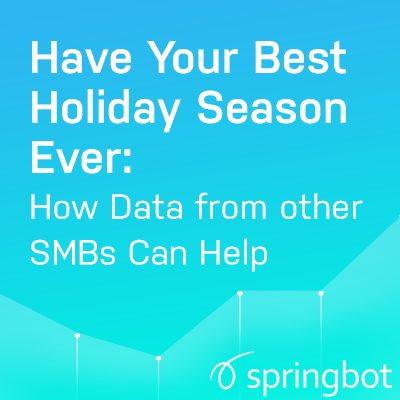 Have Your Best
Holiday Season
Ever:
How Data from other
SMBs Can Help
springbot